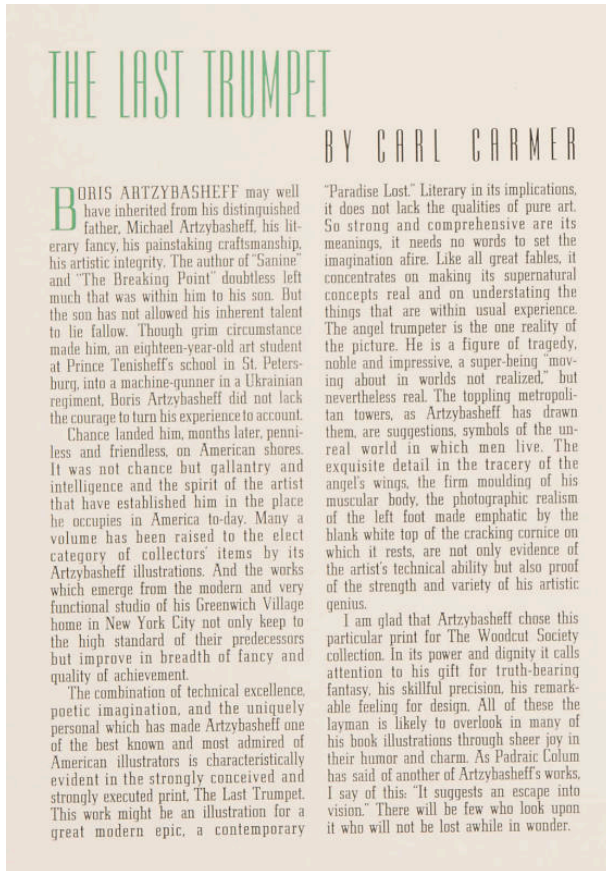 THE LAST TRUMPET
BY CARL CARMER
BORIS ARTZYBASHEFF may well
have inherited from his distinguished
father, Michael Artzybasheff, his lit-
erary fancy, his painstaking craftsmanship,
his artistic integrity. The author of "Sanine"
and "The Breaking Point" doubtless left
much that was within him to his son. But
the son has not allowed his inherent talent
to lie fallow. Though grim circumstance
made him, an eighteen-year-old art student
at Prince Tenisheff's school in St. Peters-
burg, into a machine-gunner in a Ukrainian
regiment, Boris Artzybasheff did not lack
the courage to turn his experience to account.
Chance landed him, months later, penni-
less and friendless, on American shores.
It was not chance but gallantry and
intelligence and the spirit of the artist
that have established him in the place
he occupies in America to-day. Many a
volume has been raised to the elect
category of collectors' items by its
Artzybasheff illustrations. And the works
which emerge from the modern and very
functional studio of his Greenwich Village
home in New York City not only keep to
the high standard of their predecessors
but improve in breadth of fancy and
quality of achievement.
The combination of technical excellence,
poetic imagination, and the uniquely
personal which has made Artzybasheff one
of the best known and most admired of
American illustrators is characteristically
evident in the strongly conceived and
strongly executed print, The Last Trumpet.
This work might be an illustration for a
great modern epic, a contemporary
"Paradise Lost." Literary in its implications,
it does not lack the qualities of pure art.
So strong and comprehensive are its
meanings, it needs no words to set the
imagination afire. Like all great fables, it
concentrates on making its supernatural
concepts real and on understating the
things that are within usual experience.
The angel trumpeter is the one reality of
the picture. He is a figure of tragedy,
noble and impressive, a super-being "mov-
ing about in worlds not realized," but
nevertheless real. The toppling metropoli-
tan towers, as Artzybasheff has drawn
them, are suggestions, symbols of the un-
real world in which men live. The
exquisite detail in the tracery of the
angel's wings, the firm moulding of his
muscular body, the photographic realism
of the left foot made emphatic by the
blank white top of the cracking cornice on
which it rests, are not only evidence of
the artist's technical ability but also proof
of the strength and variety of his artistic
genius.
I am glad that Artzybasheff chose this
particular print for The Woodcut Society
collection. In its power and dignity it calls
attention to his gift for truth-bearing
fantasy, his skillful precision, his remark-
able feeling for design. All of these the
layman is likely to overlook in many of
his book illustrations through sheer joy in
their humor and charm. As Padraic Colum
has said of another of Artzybasheff's works,
I say of this: "It suggests an escape into
vision." There will be few who look upon
it who will not be lost awhile in wonder.